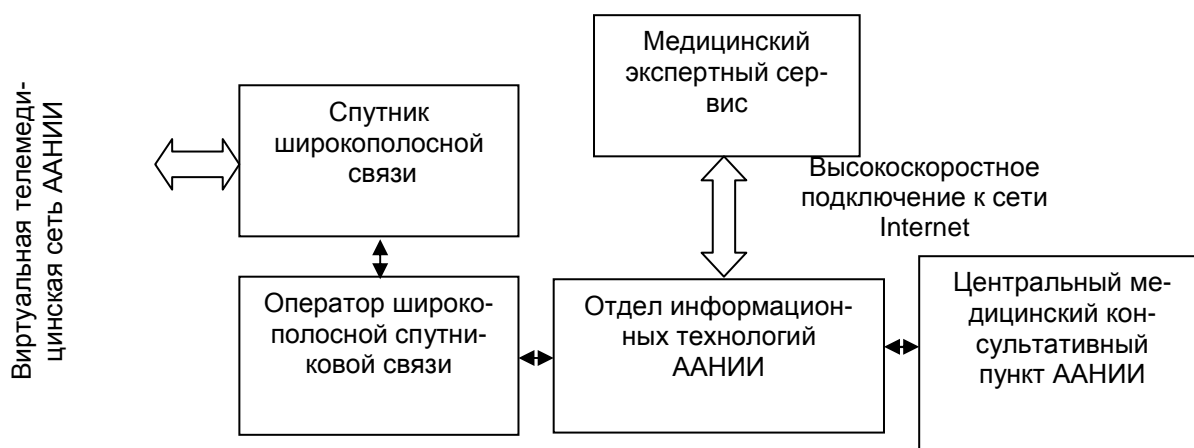 Виртуальная телемеди-
цинская сеть ААНИИ
Спутник
широкополосной
связи
Медицинский
экспертный сер-
вис
Высокоскоростное
подключение к сети
Internet
Оператор широко-
полосной спутни-
ковой связи
Отдел информацион-
ных технологий
ААНИИ
Центральный ме-
дицинский кон-
сультативный
пункт ААНИИ